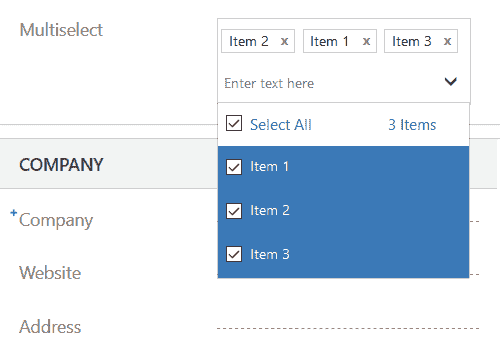 Multiselect
Item 2 x Item 1 x Item 3 x
Enter text here
Select All 3 Items
COMPANY
Item 1
Item 2
+Company
Item 3
Website
Address